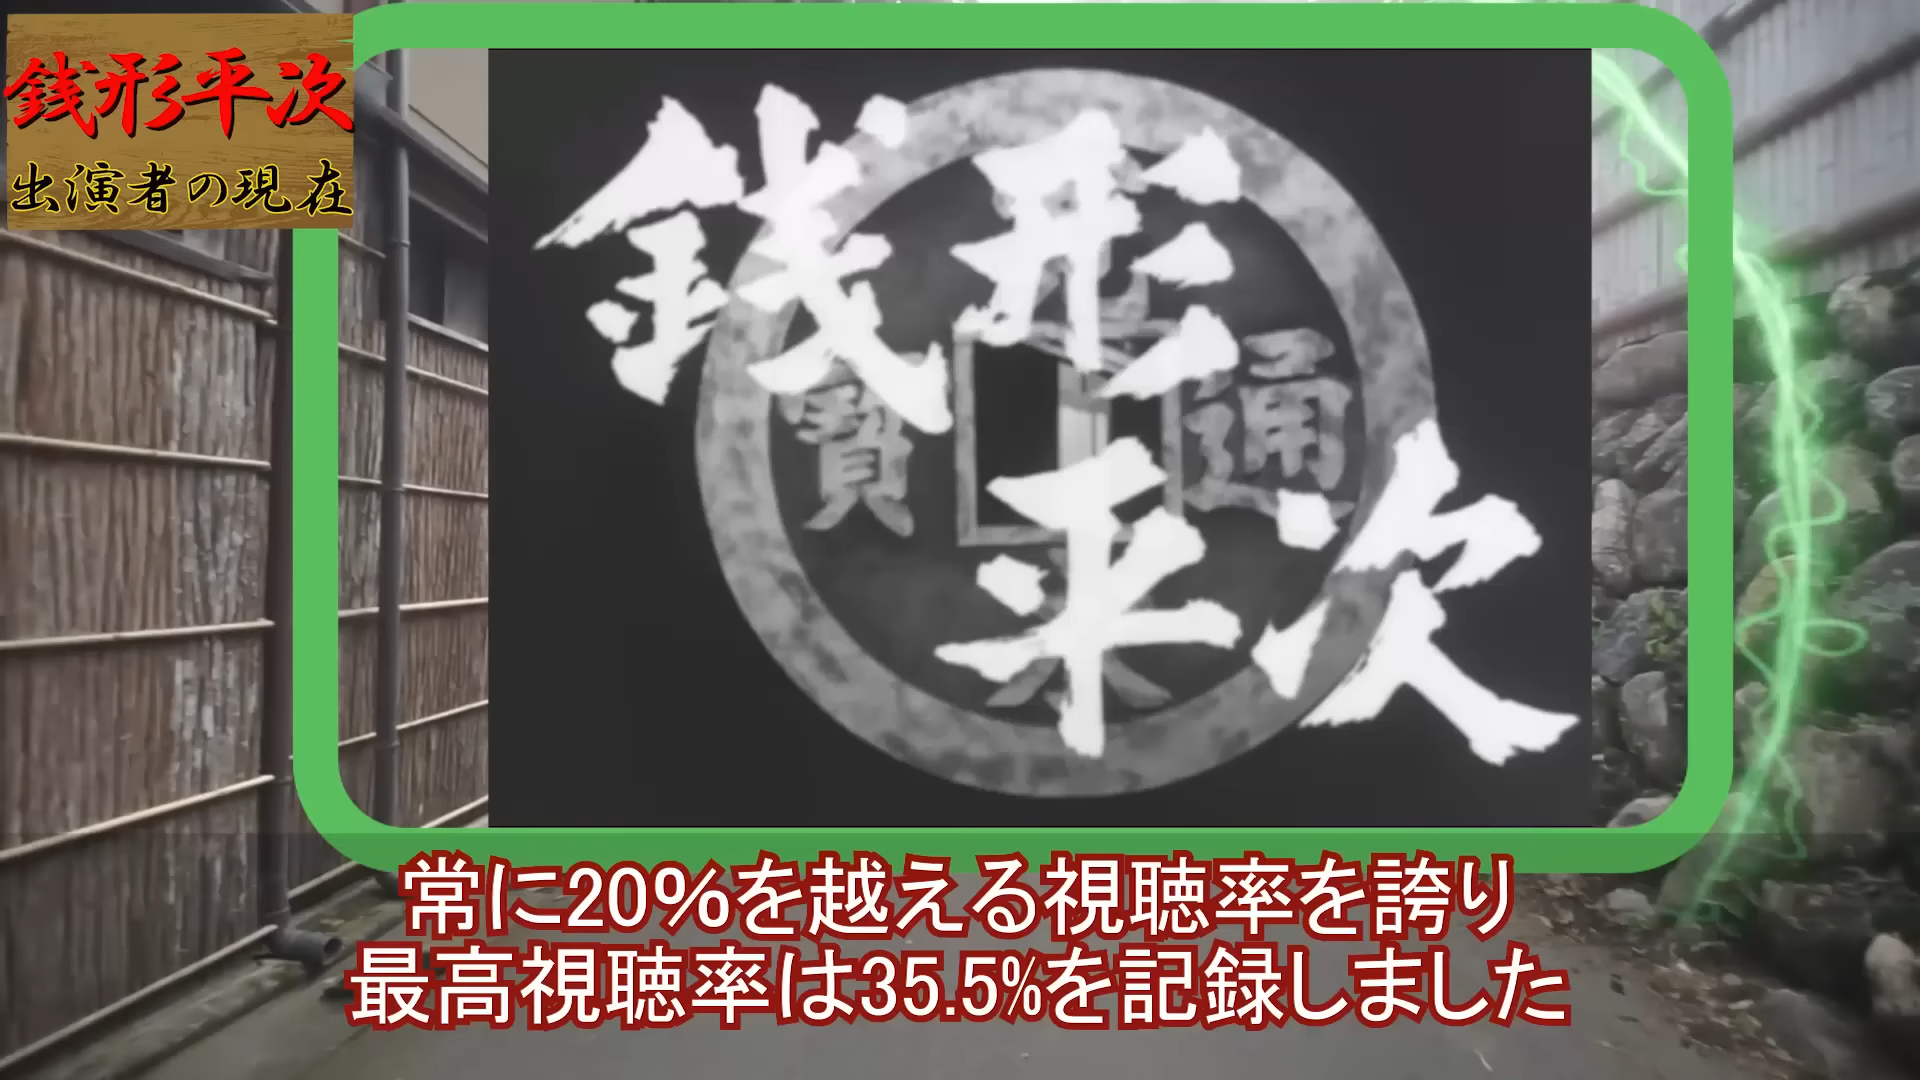 銭形平次
出演者の現在
銭形
平次
寳 通
常に20％を越える視聴率を誇り
最高視聴率は35.5%を記録しました